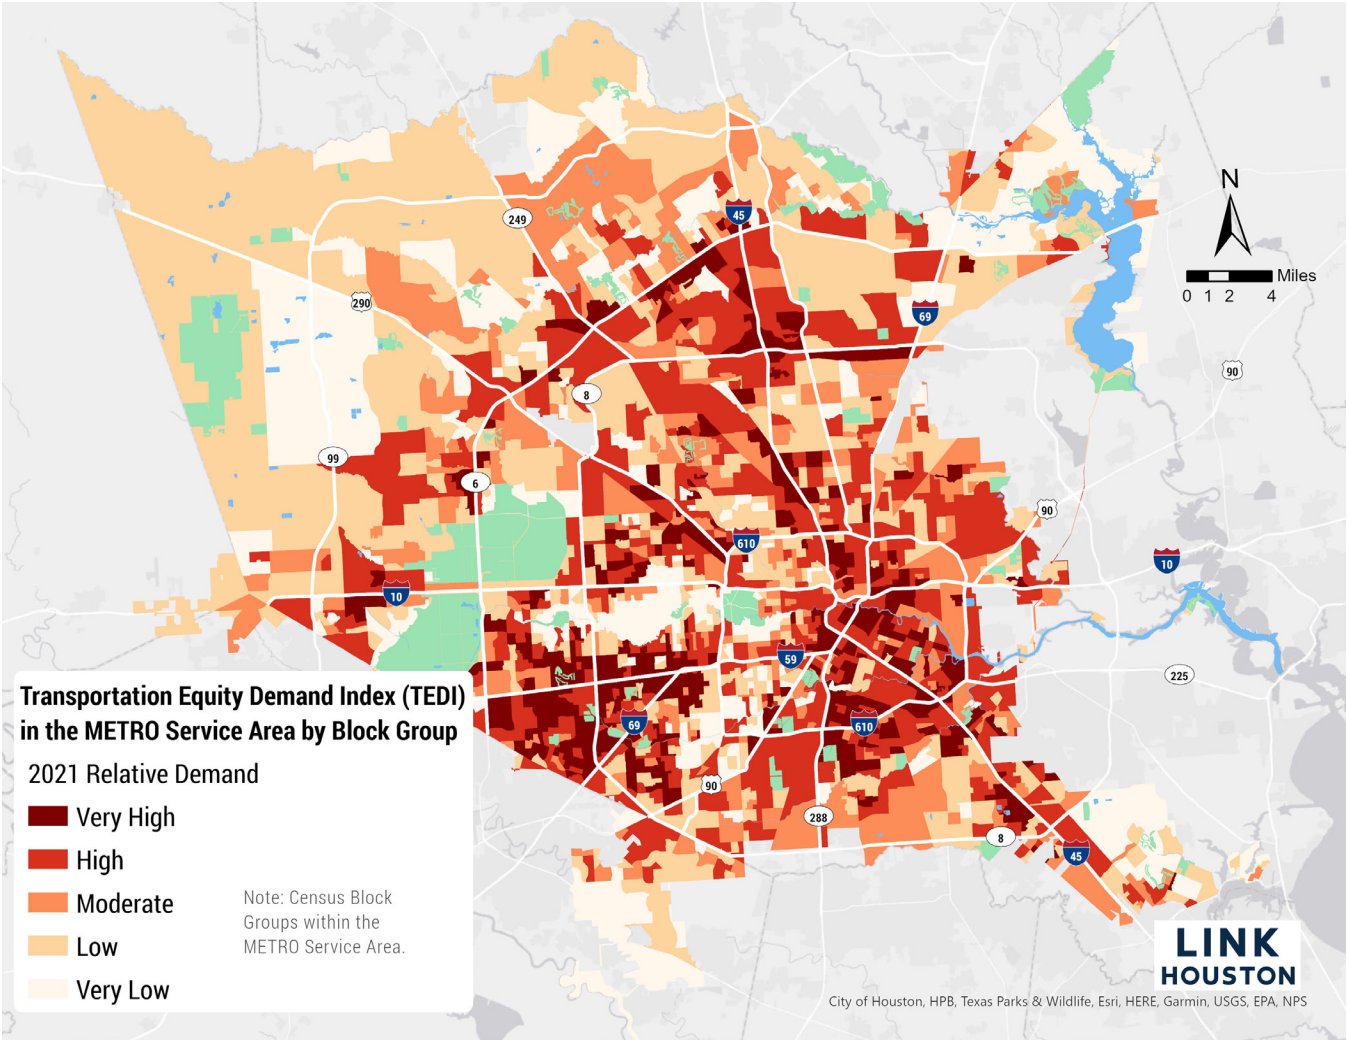 N
Miles
0 1 2 4
249
45
290
69
90
8
99
6
90
610
10
10
59
225
69
610
90
288
8
45
Transportation Equity Demand Index (TEDI)
in the METRO Service Area by Block Group
2021 Relative Demand
Very High
High
Moderate
Low
Very Low
Note: Census Block
Groups within the
METRO Service Area.
LINK
HOUSTON
City of Houston, HPB, Texas Parks & Wildlife, Esri, HERE, Garmin, USGS, EPA, NPS